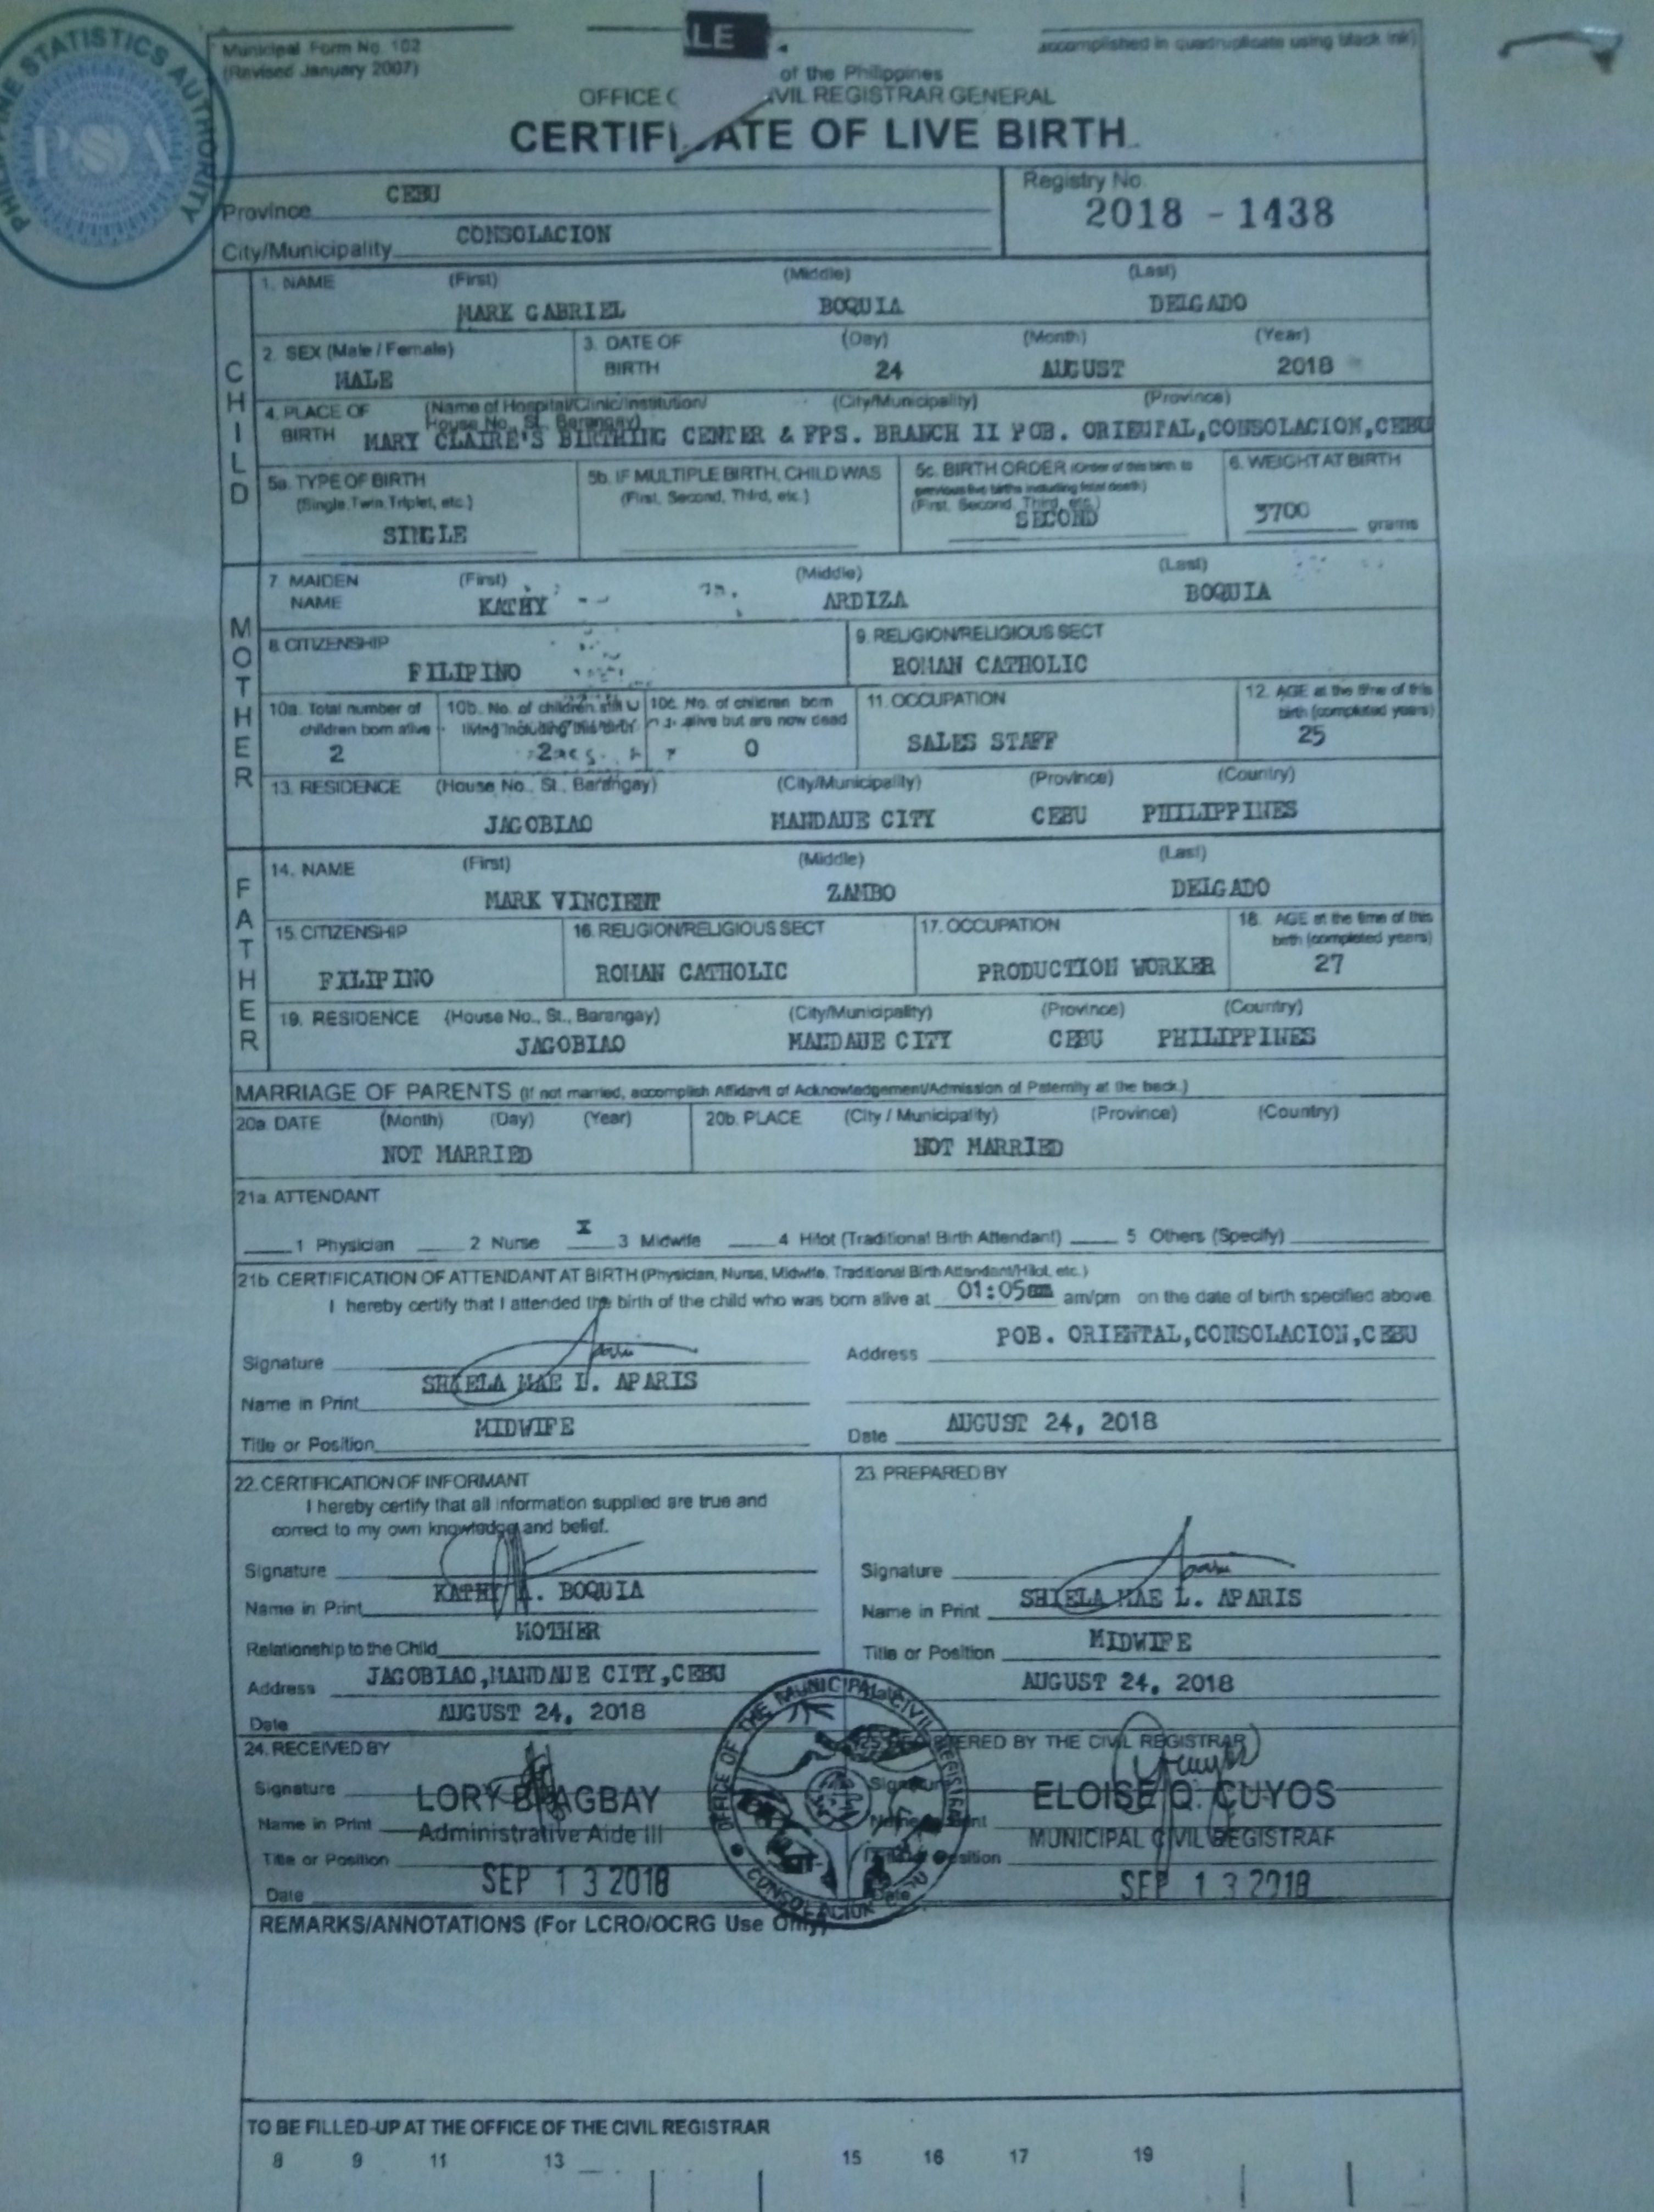 PHILIPPINE STATISTICS AUTHORITY
PSA
Municipal Form No. 102
(Revised January 2007)
LE
accomplished in quadruplicate using black ink)
of the Philippines
OFFICE IVIL REGISTRAR GENERAL
CERTIFICATE OF LIVE BIRTH
Province CEBU
City/Municipality CONSOLACION
Registry No.
2018 - 1438
CHILD
1. NAME (First) (Middle) (Last)
MARK GABRIEL BOQUIA DELGADO
2. SEX (Male / Female) 3. DATE OF BIRTH (Day) (Month) (Year)
MALE 24 AUGUST 2018
4. PLACE OF BIRTH (Name of Hospital/Clinic/Institution/ (City/Municipality) (Province)
House No., St., Barangay)
MARY CLAIRE'S BIRTHING CENTER & FPS. BRANCH II POB. ORIENTAL,CONSOLACION,CEBU
5a. TYPE OF BIRTH 5b. IF MULTIPLE BIRTH, CHILD WAS 5c. BIRTH ORDER (Order of this birth to 6. WEIGHT AT BIRTH
(Single, Twin, Triplet, etc.) (First, Second, Third, etc.) previous live births including fetal death)
(First, Second, Third, etc.)
SINGLE SECOND 3700 grams
MOTHER
7. MAIDEN NAME (First) (Middle) (Last)
KATHY ARDIZA BOQUIA
8. CITIZENSHIP 9. RELIGION/RELIGIOUS SECT
FILIPINO ROMAN CATHOLIC
10a. Total number of children born alive 10b. No. of children still living including this birth 10c. No. of children born alive but are now dead 11. OCCUPATION 12. AGE at the time of this birth (completed years)
2 2 0 SALES STAFF 25
13. RESIDENCE (House No., St., Barangay) (City/Municipality) (Province) (Country)
JAGOBIAO MANDAUE CITY CEBU PHILIPPINES
FATHER
14. NAME (First) (Middle) (Last)
MARK VINCIENT ZAMBO DELGADO
15. CITIZENSHIP 16. RELIGION/RELIGIOUS SECT 17. OCCUPATION 18. AGE at the time of this birth (completed years)
FILIPINO ROMAN CATHOLIC PRODUCTION WORKER 27
19. RESIDENCE (House No., St., Barangay) (City/Municipality) (Province) (Country)
JAGOBIAO MANDAUE CITY CEBU PHILIPPINES
MARRIAGE OF PARENTS (If not married, accomplish Affidavit of Acknowledgement/Admission of Paternity at the back.)
20a. DATE (Month) (Day) (Year) 20b. PLACE (City / Municipality) (Province) (Country)
NOT MARRIED NOT MARRIED
21a. ATTENDANT
1 Physician 2 Nurse X 3 Midwife 4 Hilot (Traditional Birth Attendant) 5 Others (Specify)
21b. CERTIFICATION OF ATTENDANT AT BIRTH (Physician, Nurse, Midwife, Traditional Birth Attendant/Hilot, etc.)
I hereby certify that I attended the birth of the child who was born alive at 01:05am am/pm on the date of birth specified above.
Signature Address POB. ORIENTAL,CONSOLACION,CEBU
Name in Print SHIELA MAE L. APARIS
Title or Position MIDWIFE Date AUGUST 24, 2018
22. CERTIFICATION OF INFORMANT
I hereby certify that all information supplied are true and
correct to my own knowledge and belief.
Signature
Name in Print KATHY A. BOQUIA
Relationship to the Child MOTHER
Address JAGOBIAO,MANDAUE CITY,CEBU
Date AUGUST 24, 2018
23. PREPARED BY
Signature
Name in Print SHIELA MAE L. APARIS
Title or Position MIDWIFE
AUGUST 24, 2018
24. RECEIVED BY
Signature
Name in Print LORY AGBAY
Administrative Aide III
Title or Position
Date SEP 13 2018
OFFICE OF THE MUNICIPAL CIVIL REGISTRAR
CONSOLACION
REGISTERED BY THE CIVIL REGISTRAR
Signature
ELOISE Q. CUYOS
MUNICIPAL CIVIL REGISTRAR
Position
Date SEP 13 2018
REMARKS/ANNOTATIONS (For LCRO/OCRG Use Only)
TO BE FILLED-UP AT THE OFFICE OF THE CIVIL REGISTRAR
8 9 11 13 15 16 17 19